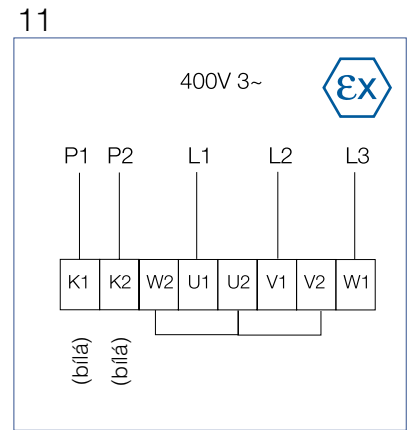 11
400V 3~
εx
P1 P2 L1 L2 L3
K1 K2 W2 U1 U2 V1 V2 W1
(bílá) (bílá)